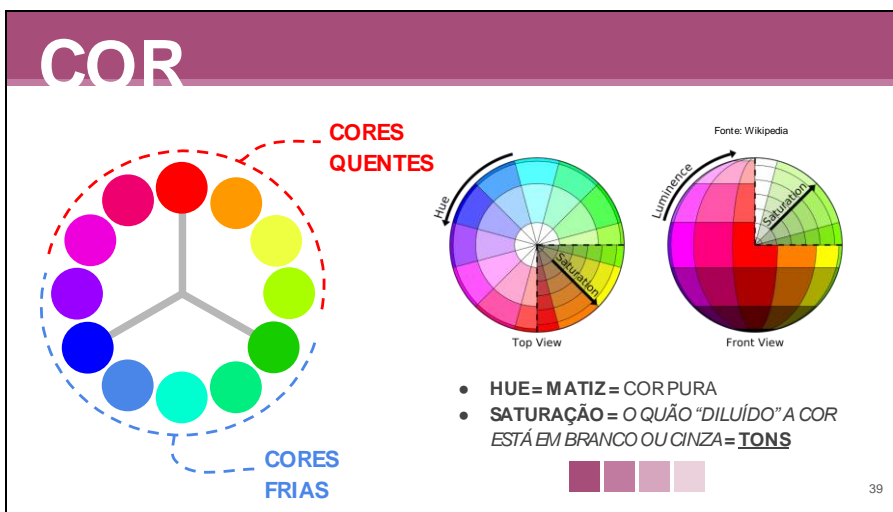 COR
CORES
QUENTES
CORES
FRIAS
Fonte: Wikipedia
Hue
Saturation
Top View
Luminence
Saturation
Front View
● HUE = MATIZ = COR PURA
● SATURAÇÃO = O QUÃO “DILUÍDO” A COR
ESTÁ EM BRANCO OU CINZA = TONS
39